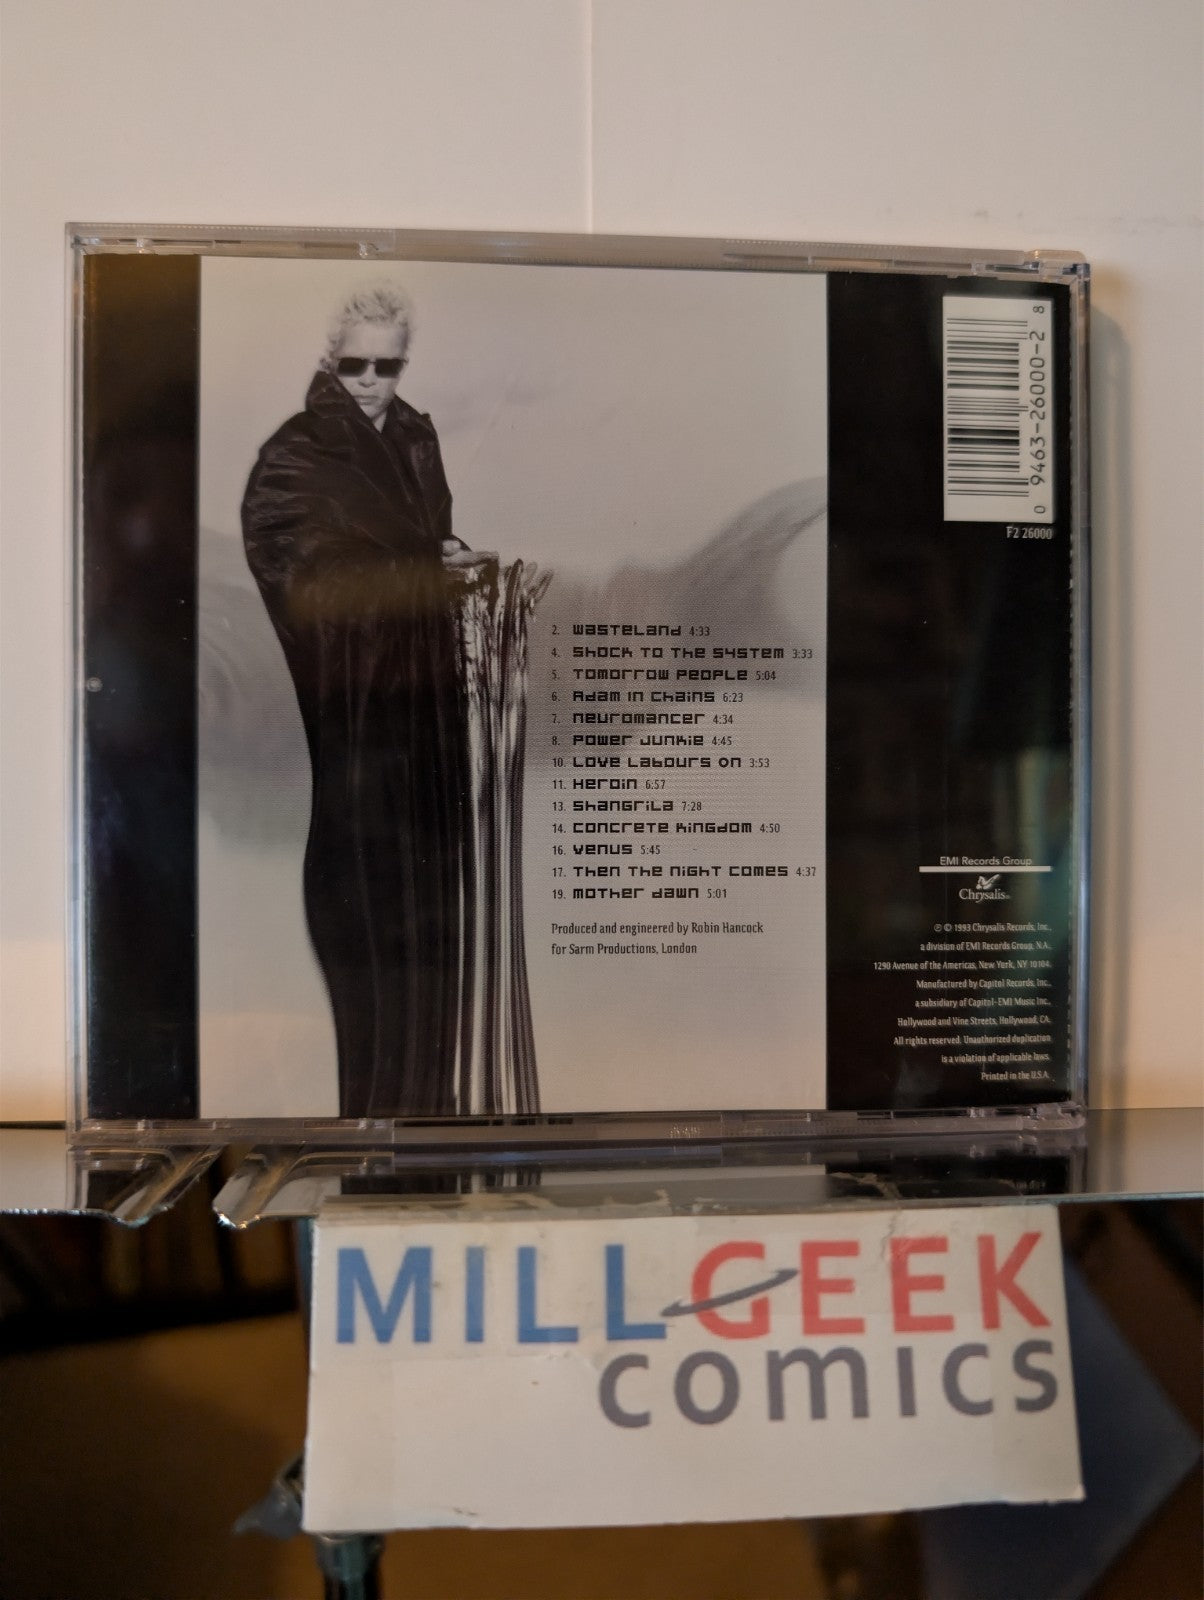 0 9463-26000-2 8
F2 26000
2. Wasteland 4:33
4. Shock to the System 3:33
5. Tomorrow People 5:04
6. Adam in Chains 6:23
7. Neuromancer 4:34
8. Power Junkie 4:45
10. Love Labours On 3:53
11. Heroin 6:57
13. Shangrila 7:28
14. Concrete Kingdom 4:50
16. Venus 5:45
17. Then the Night Comes 4:37
19. Mother Dawn 5:01
Produced and engineered by Robin Hancock
for Sarm Productions, London
EMI Records Group
Chrysalis®
℗ © 1993 Chrysalis Records, Inc.,
a division of EMI Records Group, N.A.
1290 Avenue of the Americas, New York, NY 10104.
Manufactured by Capitol Records, Inc.,
a subsidiary of Capitol-EMI Music Inc.,
Hollywood and Vine Streets, Hollywood, CA.
All rights reserved. Unauthorized duplication
is a violation of applicable laws.
Printed in the U.S.A.
MILLGEEK
comics